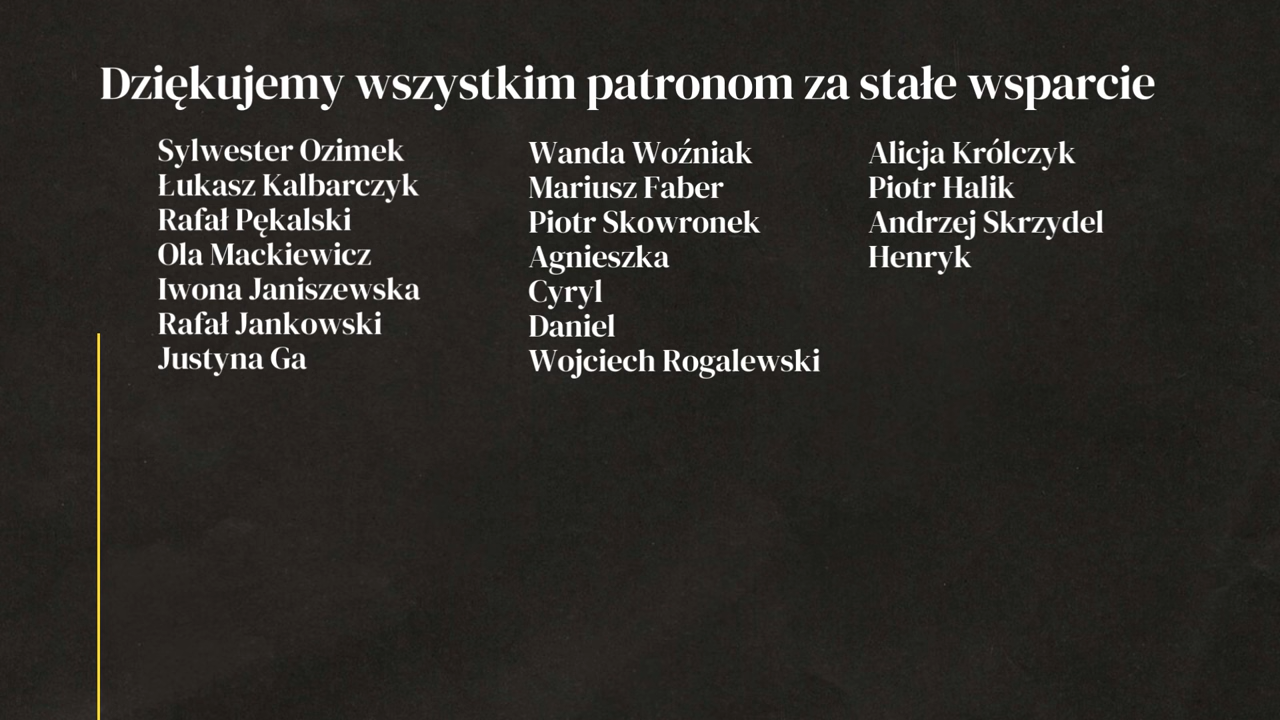 Dziękujemy wszystkim patronom za stałe wsparcie
Sylwester Ozimek
Łukasz Kalbarczyk
Rafał Pękalski
Ola Mackiewicz
Iwona Janiszewska
Rafał Jankowski
Justyna Ga
Wanda Woźniak
Mariusz Faber
Piotr Skowronek
Agnieszka
Cyryl
Daniel
Wojciech Rogalewski
Alicja Królczyk
Piotr Halik
Andrzej Skrzydel
Henryk